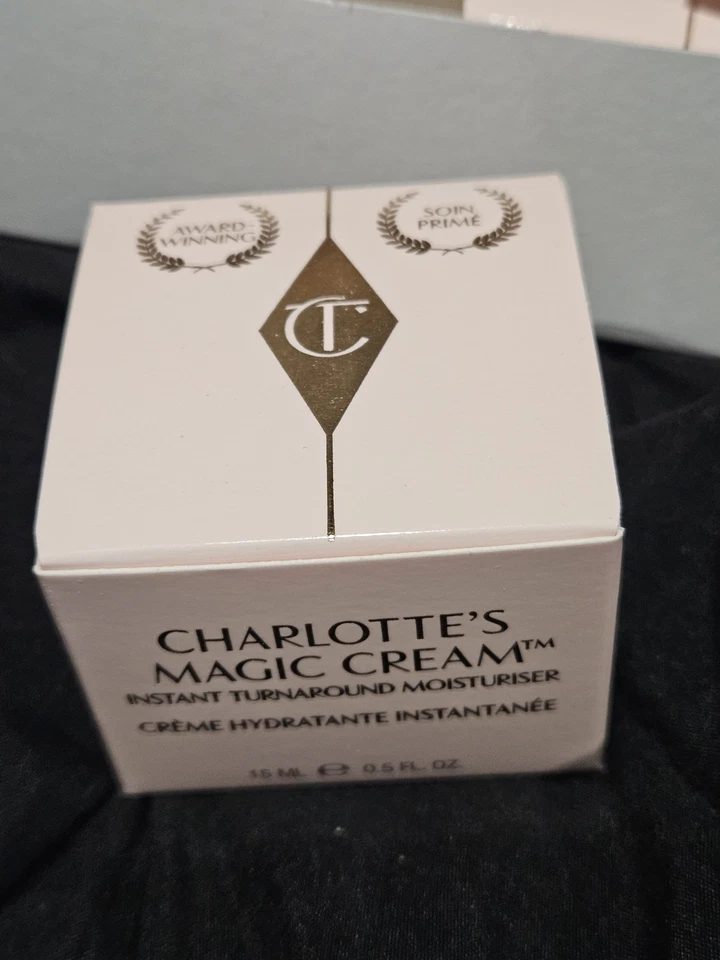 AWARD-
WINNING
SOIN
PRIMÉ
CT
CHARLOTTE'S
MAGIC CREAM™
INSTANT TURNAROUND MOISTURISER
CRÈME HYDRATANTE INSTANTANÉE
15 ML ℮ 0.5 FL. OZ.